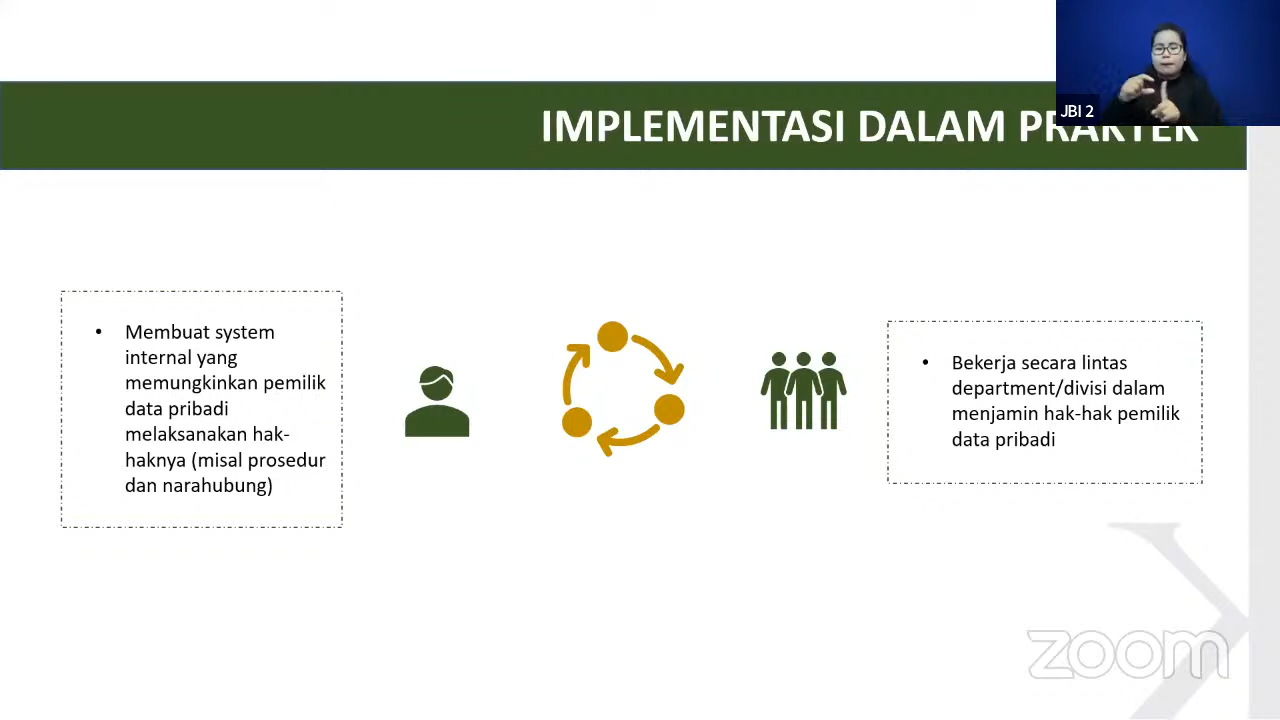 JBI 2
IMPLEMENTASI DALAM PRAKTEK
• Membuat system
internal yang
memungkinkan pemilik
data pribadi
melaksanakan hak-
haknya (misal prosedur
dan narahubung)
• Bekerja secara lintas
department/divisi dalam
menjamin hak-hak pemilik
data pribadi
zoom